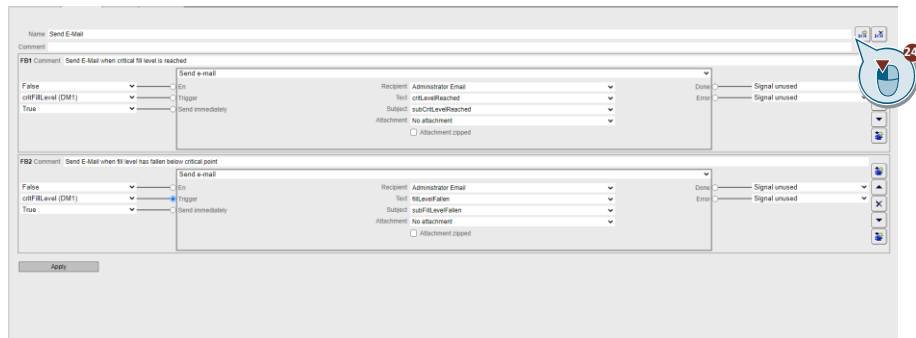 Name Send E-Mail
Comment
24
FB1 Comment Send E-Mail when critical fill level is reached
Send e-mail
False En Recipient Administrator Email Done Signal unused
critFillLevel (DM1) Trigger Text critLevelReached Error Signal unused
True Send immediately Subject subCritLevelReached
Attachment No attachment
Attachment zipped
FB2 Comment Send E-Mail when fill level has fallen below critical point
Send e-mail
False En Recipient Administrator Email Done Signal unused
critFillLevel (DM1) Trigger Text fillLevelFallen Error Signal unused
True Send immediately Subject subFillLevelFallen
Attachment No attachment
Attachment zipped
Apply